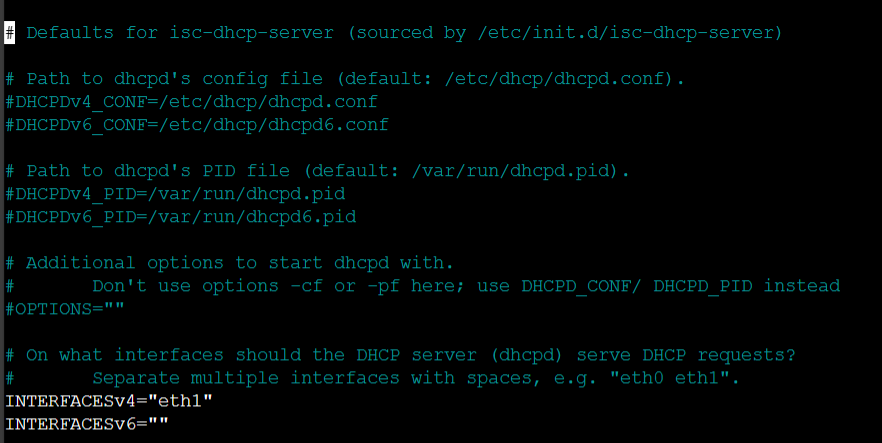 # Defaults for isc-dhcp-server (sourced by /etc/init.d/isc-dhcp-server)
# Path to dhcpd's config file (default: /etc/dhcp/dhcpd.conf).
#DHCPDv4_CONF=/etc/dhcp/dhcpd.conf
#DHCPDv6_CONF=/etc/dhcp/dhcpd6.conf
# Path to dhcpd's PID file (default: /var/run/dhcpd.pid).
#DHCPDv4_PID=/var/run/dhcpd.pid
#DHCPDv6_PID=/var/run/dhcpd6.pid
# Additional options to start dhcpd with.
#       Don't use options -cf or -pf here; use DHCPD_CONF/ DHCPD_PID instead
#OPTIONS=""
# On what interfaces should the DHCP server (dhcpd) serve DHCP requests?
#       Separate multiple interfaces with spaces, e.g. "eth0 eth1".
INTERFACESv4="eth1"
INTERFACESv6=""